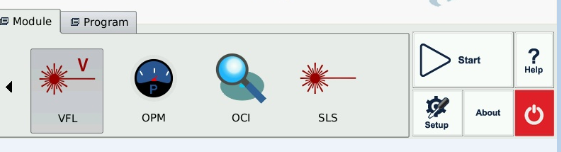 Module
Program
V
VFL
P
OPM
OCI
SLS
Start
?
Help
Setup
About